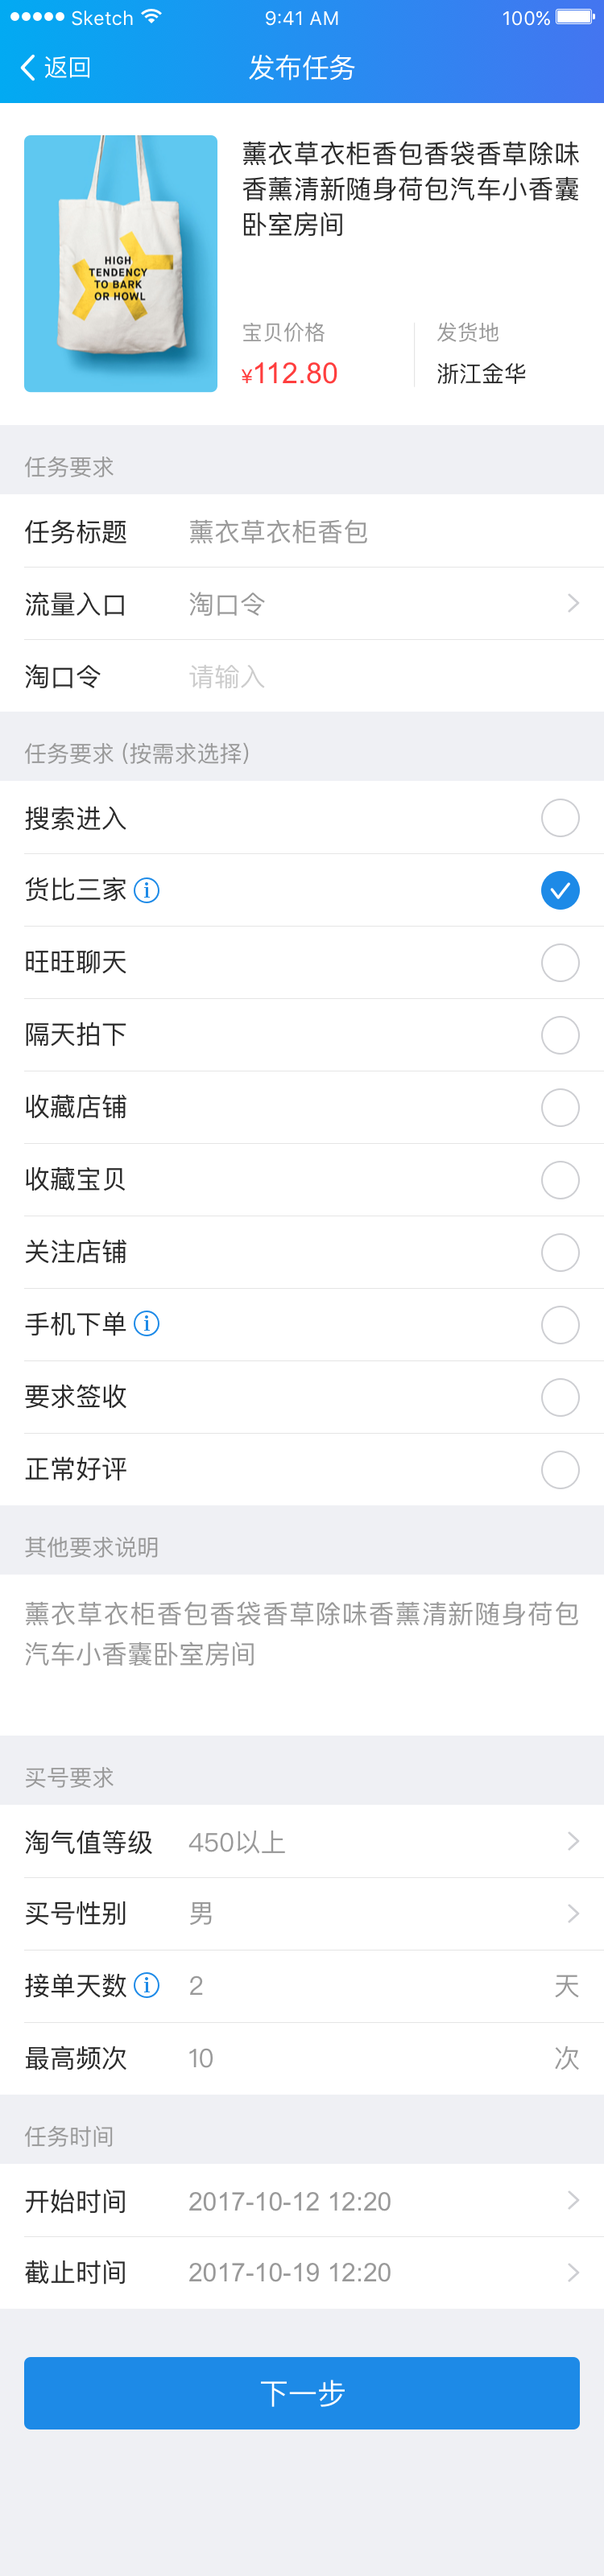 Sketch 9:41 AM 100%
返回 发布任务
薰衣草衣柜香包香袋香草除味
香薰清新随身荷包汽车小香囊
卧室房间
HIGH
TENDENCY
TO BARK
OR HOWL
宝贝价格 发货地
¥112.80 浙江金华
任务要求
任务标题 薰衣草衣柜香包
流量入口 淘口令
淘口令 请输入
任务要求 (按需求选择)
搜索进入
货比三家
旺旺聊天
隔天拍下
收藏店铺
收藏宝贝
关注店铺
手机下单
要求签收
正常好评
其他要求说明
薰衣草衣柜香包香袋香草除味香薰清新随身荷包
汽车小香囊卧室房间
买号要求
淘气值等级 450以上
买号性别 男
接单天数 2 天
最高频次 10 次
任务时间
开始时间 2017-10-12 12:20
截止时间 2017-10-19 12:20
下一步